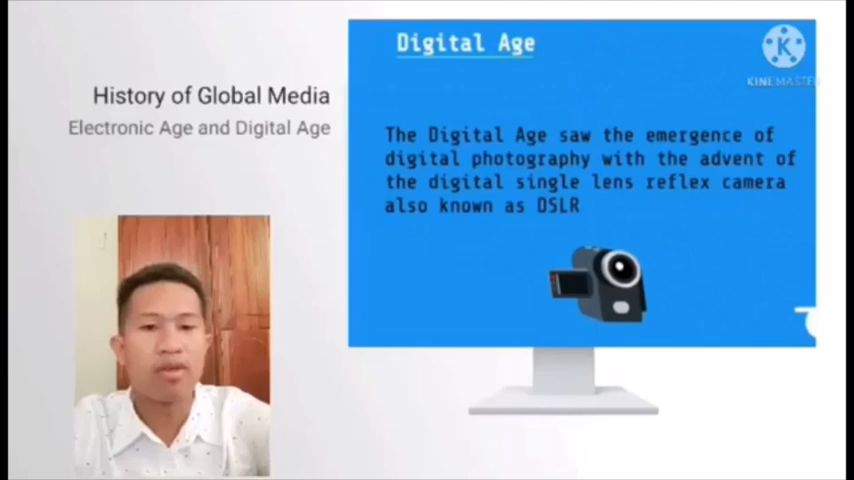 Digital Age
KINEMASTER
History of Global Media
Electronic Age and Digital Age
The Digital Age saw the emergence of
digital photography with the advent of
the digital single lens reflex camera
also known as DSLR